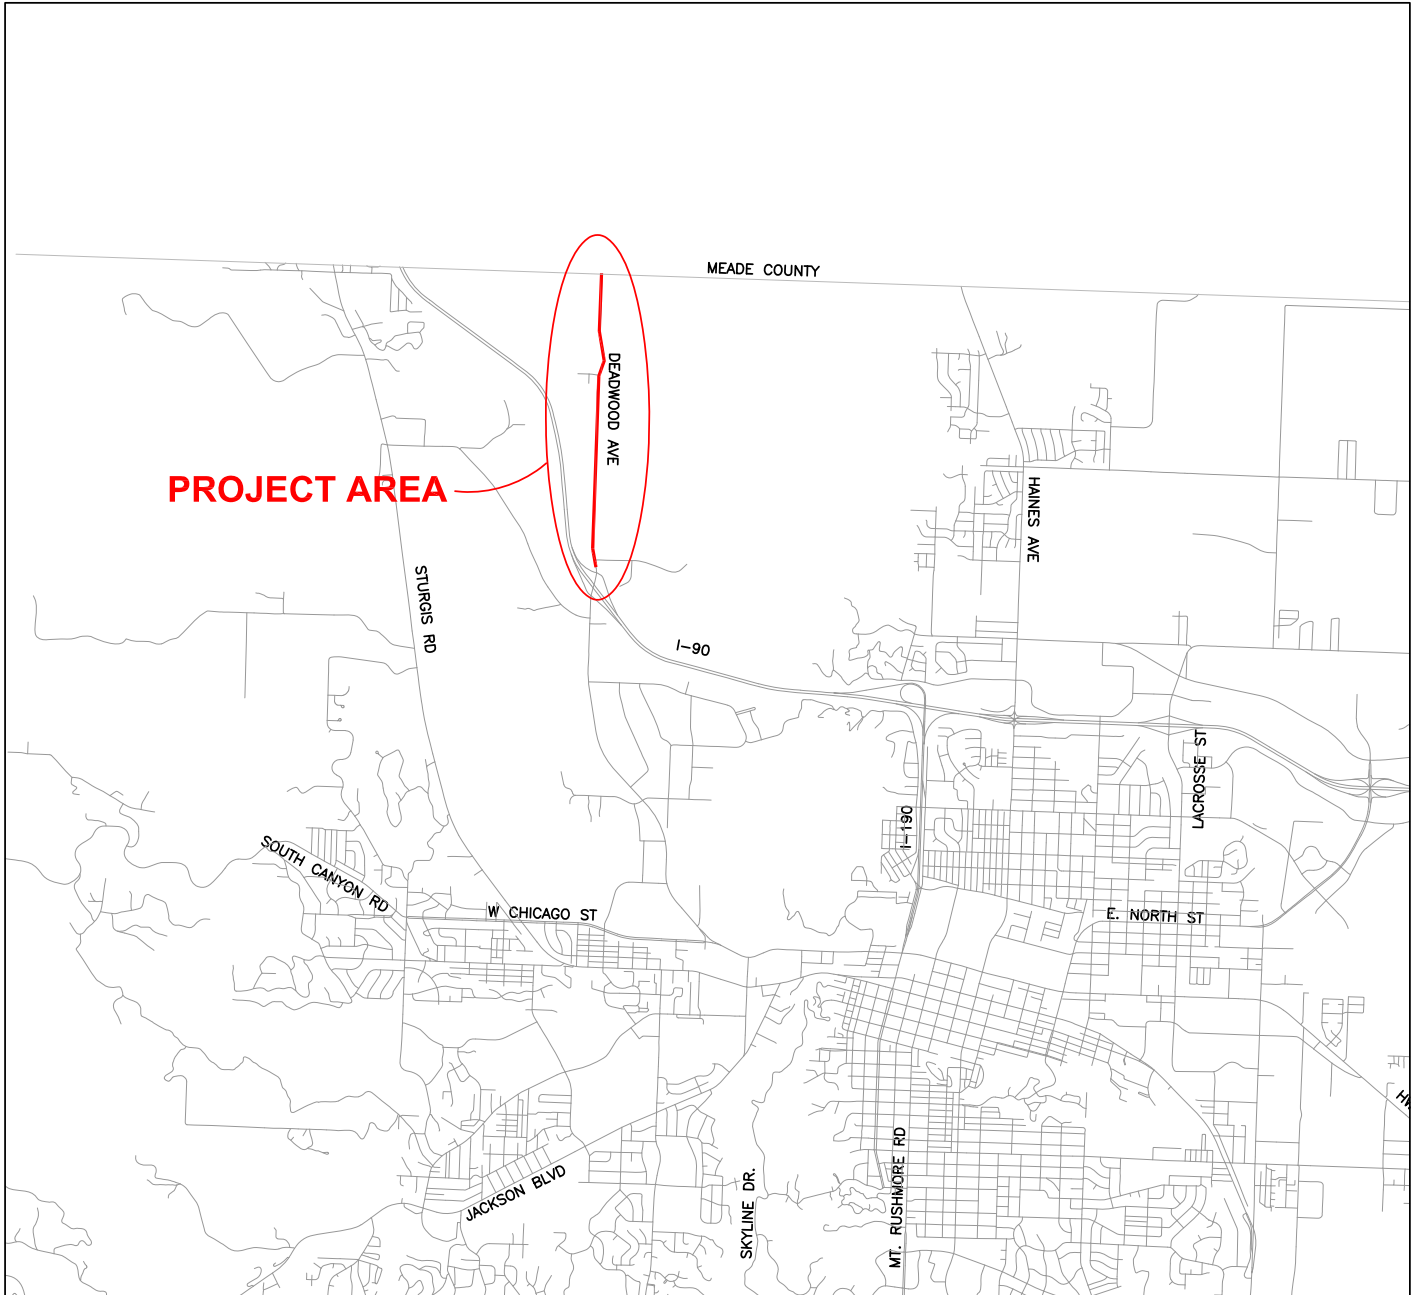 MEADE COUNTY
DEADWOOD AVE
PROJECT AREA
HAINES AVE
STURGIS RD
I-90
LACROSSE ST
I-190
SOUTH CANYON RD
W CHICAGO ST
E. NORTH ST
JACKSON BLVD
SKYLINE DR.
MT. RUSHMORE RD